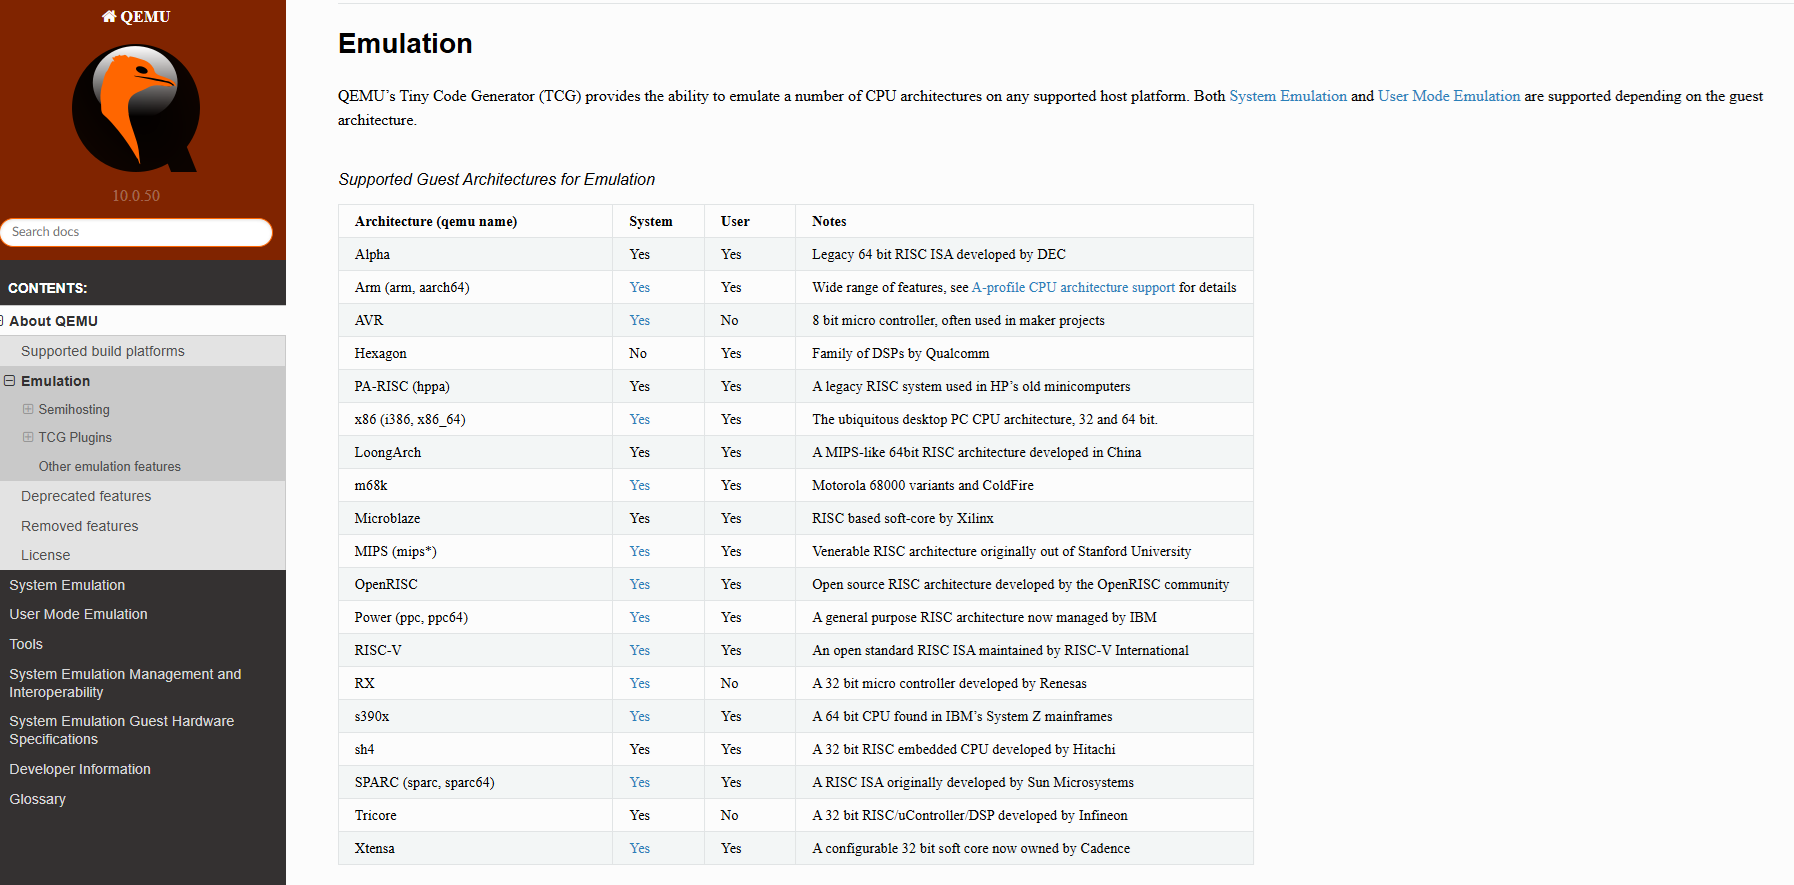 QEMU
10.0.50
Search docs
CONTENTS:
About QEMU
Supported build platforms
Emulation
Semihosting
TCG Plugins
Other emulation features
Deprecated features
Removed features
License
System Emulation
User Mode Emulation
Tools
System Emulation Management and
Interoperability
System Emulation Guest Hardware
Specifications
Developer Information
Glossary
Emulation
QEMU’s Tiny Code Generator (TCG) provides the ability to emulate a number of CPU architectures on any supported host platform. Both System Emulation and User Mode Emulation are supported depending on the guest
architecture.
Supported Guest Architectures for Emulation
Architecture (qemu name) System User Notes
Alpha Yes Yes Legacy 64 bit RISC ISA developed by DEC
Arm (arm, aarch64) Yes Yes Wide range of features, see A-profile CPU architecture support for details
AVR Yes No 8 bit micro controller, often used in maker projects
Hexagon No Yes Family of DSPs by Qualcomm
PA-RISC (hppa) Yes Yes A legacy RISC system used in HP’s old minicomputers
x86 (i386, x86_64) Yes Yes The ubiquitous desktop PC CPU architecture, 32 and 64 bit.
LoongArch Yes Yes A MIPS-like 64bit RISC architecture developed in China
m68k Yes Yes Motorola 68000 variants and ColdFire
Microblaze Yes Yes RISC based soft-core by Xilinx
MIPS (mips*) Yes Yes Venerable RISC architecture originally out of Stanford University
OpenRISC Yes Yes Open source RISC architecture developed by the OpenRISC community
Power (ppc, ppc64) Yes Yes A general purpose RISC architecture now managed by IBM
RISC-V Yes Yes An open standard RISC ISA maintained by RISC-V International
RX Yes No A 32 bit micro controller developed by Renesas
s390x Yes Yes A 64 bit CPU found in IBM’s System Z mainframes
sh4 Yes Yes A 32 bit RISC embedded CPU developed by Hitachi
SPARC (sparc, sparc64) Yes Yes A RISC ISA originally developed by Sun Microsystems
Tricore Yes No A 32 bit RISC/uController/DSP developed by Infineon
Xtensa Yes Yes A configurable 32 bit soft core now owned by Cadence